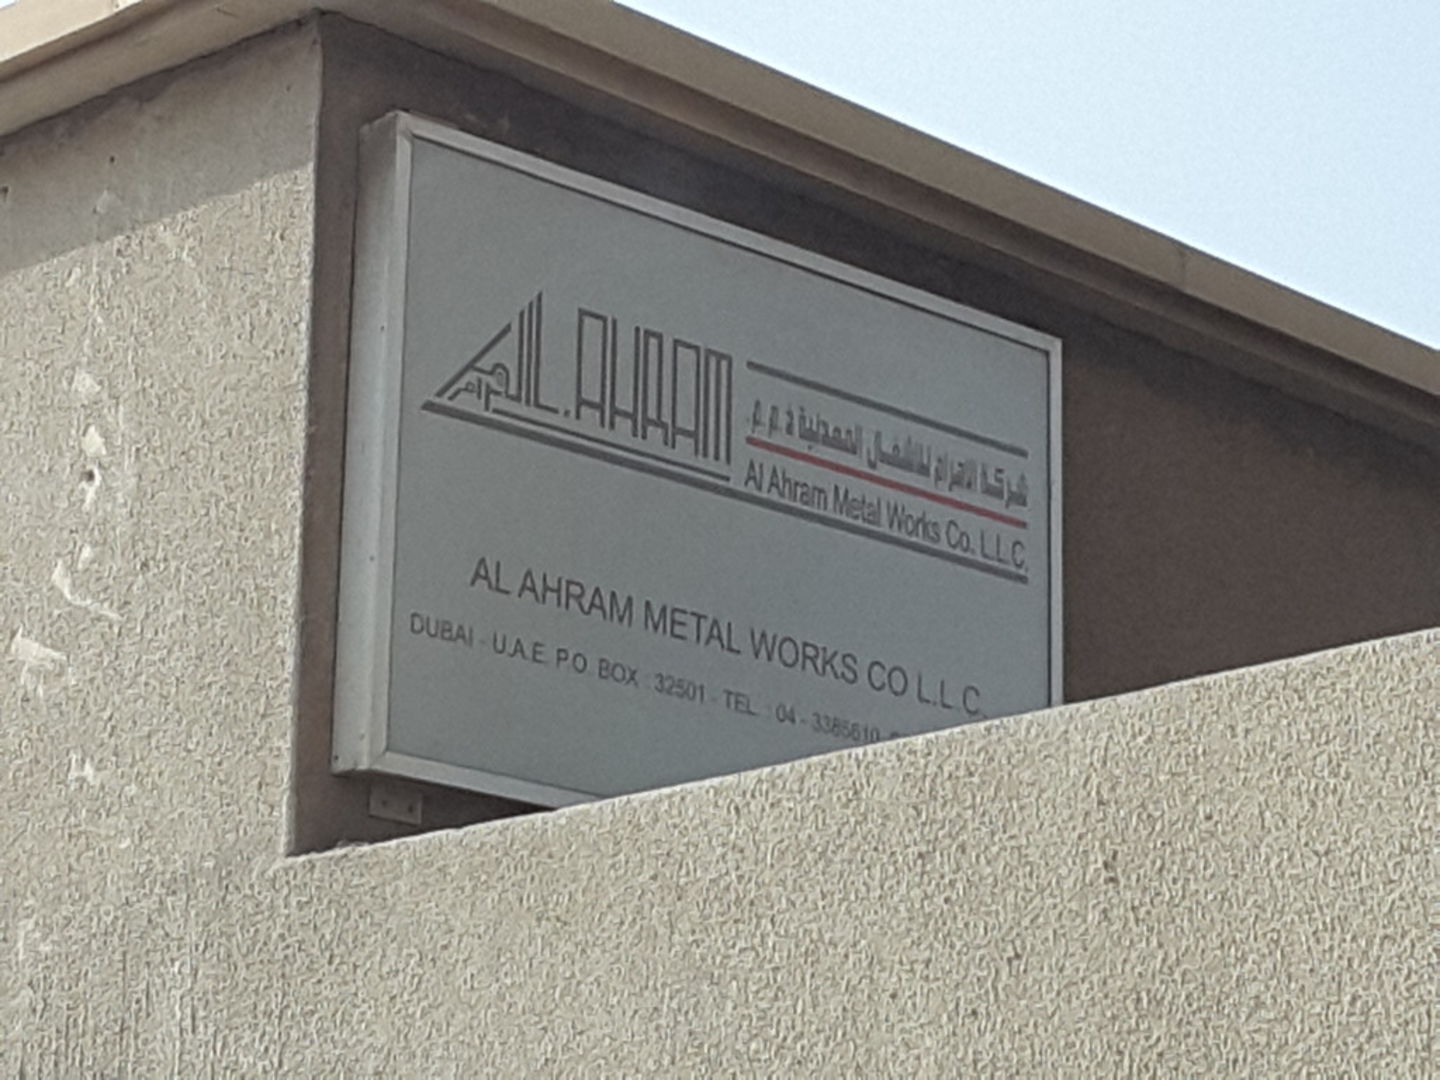 AL.AHRAM
الاهرام
شركة الاهرام للاشغال المعدنية ذ.م.م.
Al Ahram Metal Works Co. L.L.C.
AL AHRAM METAL WORKS CO L.L.C.
DUBAI - U.A.E. P.O. BOX : 32501 - TEL : 04 - 3385610